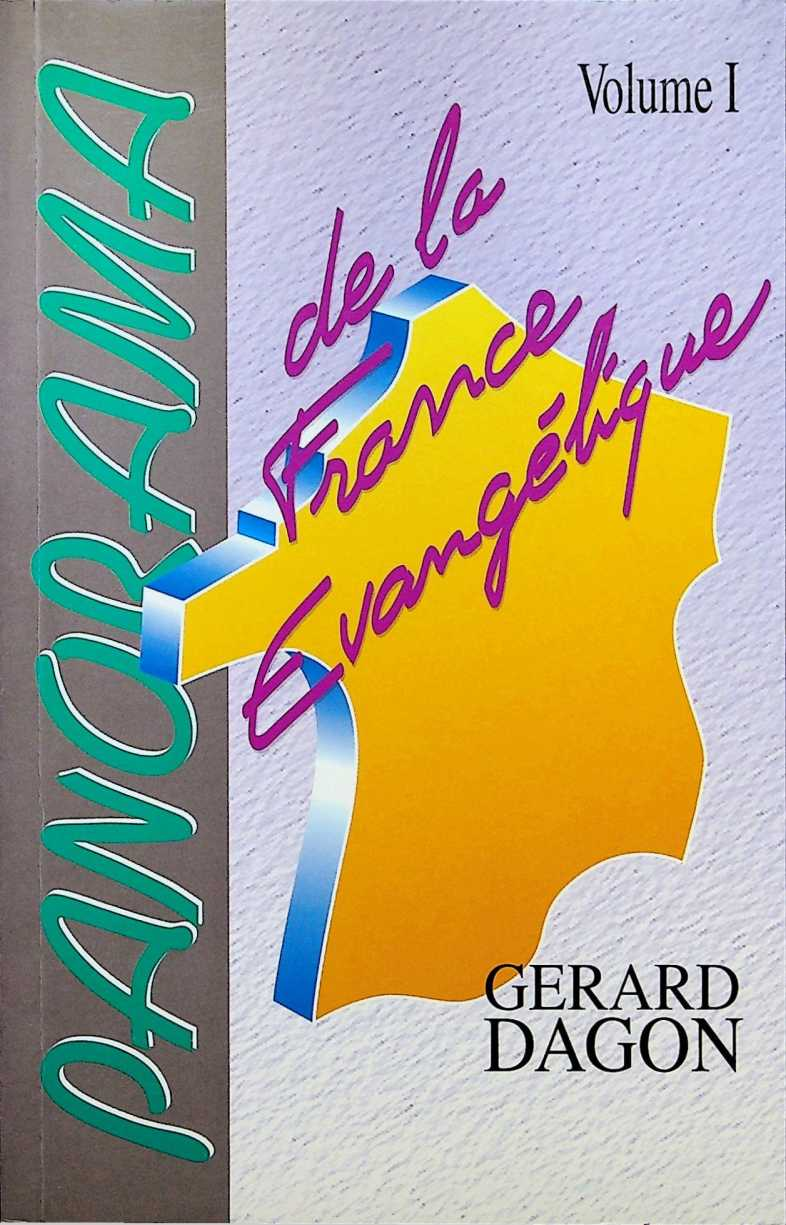 PANORAMA
de la
France
Evangélique
Volume I
GERARD
DAGON